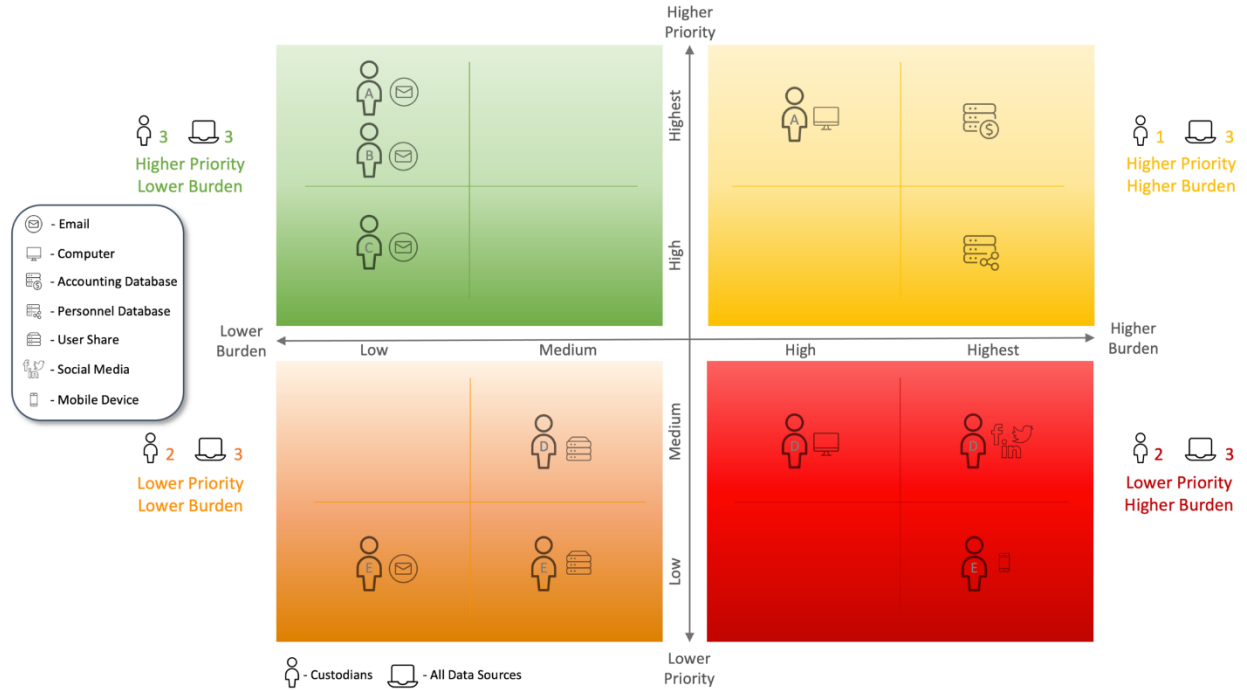 Higher
Priority
Highest
High
A
B
C
A
3 3
Higher Priority
Lower Burden
1 3
Higher Priority
Higher Burden
- Email
- Computer
- Accounting Database
- Personnel Database
- User Share
- Social Media
- Mobile Device
Lower
Burden
Low
Medium
High
Highest
Higher
Burden
Medium
Low
D
E
E
D
D
E
2 3
Lower Priority
Lower Burden
2 3
Lower Priority
Higher Burden
- Custodians
- All Data Sources
Lower
Priority